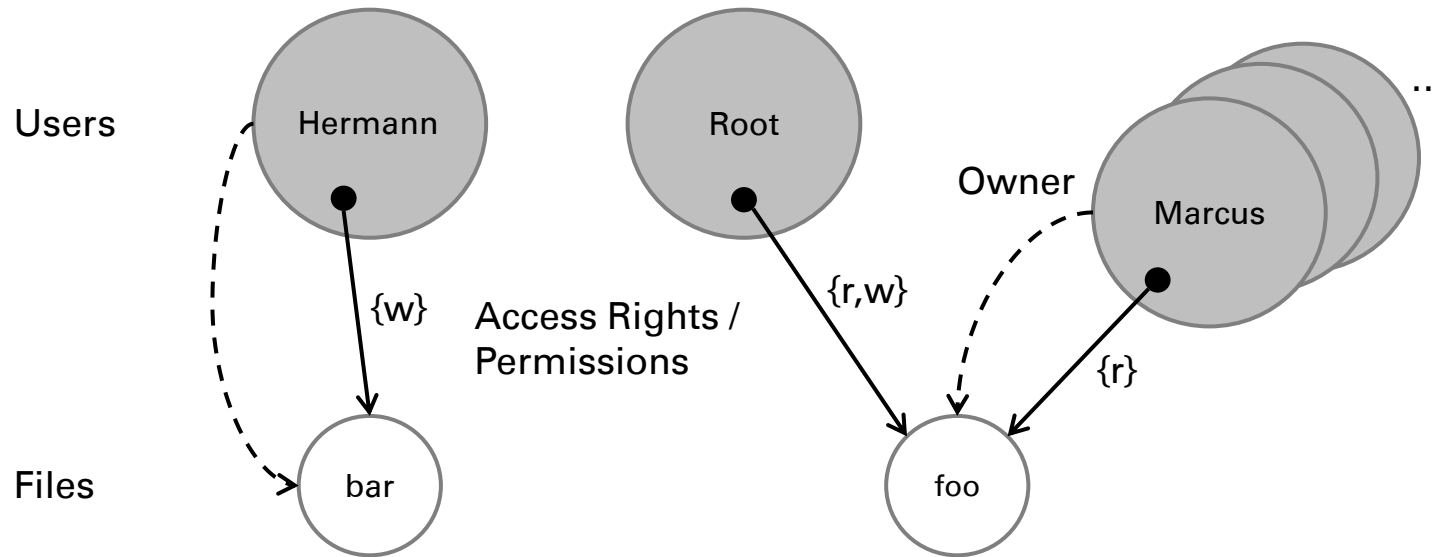 Users
Hermann
Root
..
Owner
Marcus
{w}
Access Rights /
Permissions
{r,w}
{r}
Files
bar
foo